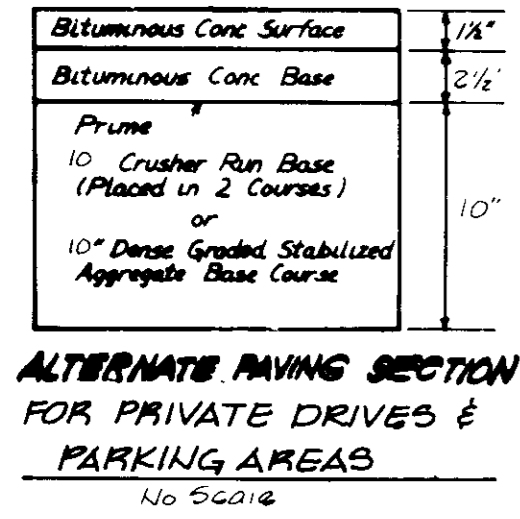 Bituminous Conc Surface 1½"
Bituminous Conc Base 2½'
Prime
10 Crusher Run Base
(Placed in 2 Courses)
or
10" Dense Graded Stabilized
Aggregate Base Course
10"
ALTERNATE PAVING SECTION
FOR PRIVATE DRIVES &
PARKING AREAS
No Scale